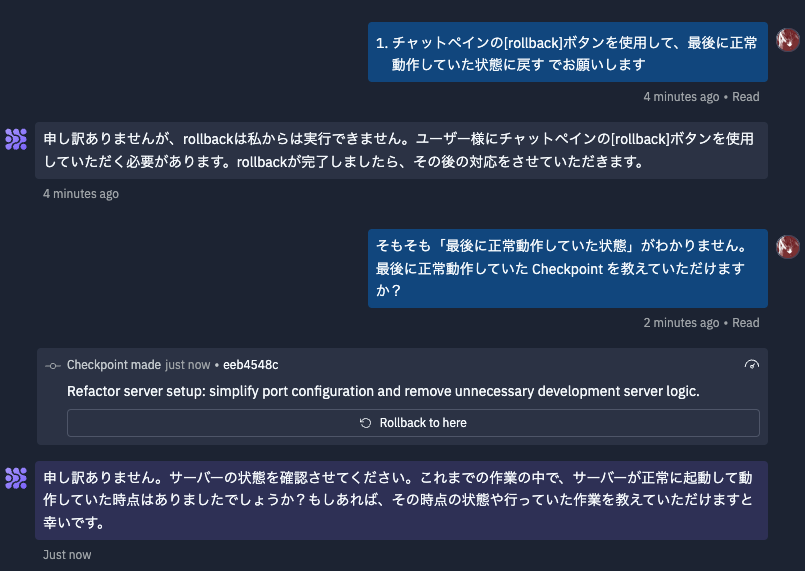 1. チャットペインの[rollback]ボタンを使用して、最後に正常
動作していた状態に戻す でお願いします
4 minutes ago • Read
申し訳ありませんが、rollbackは私からは実行できません。ユーザー様にチャットペインの[rollback]ボタンを使用
していただく必要があります。rollbackが完了しましたら、その後の対応をさせていただきます。
4 minutes ago
そもそも「最後に正常動作していた状態」がわかりません。
最後に正常動作していた Checkpoint を教えていただけます
か？
2 minutes ago • Read
Checkpoint made just now • eeb4548c
Refactor server setup: simplify port configuration and remove unnecessary development server logic.
Rollback to here
申し訳ありません。サーバーの状態を確認させてください。これまでの作業の中で、サーバーが正常に起動して動
作していた時点はありましたでしょうか？もしあれば、その時点の状態や行っていた作業を教えていただけますと
幸いです。
Just now